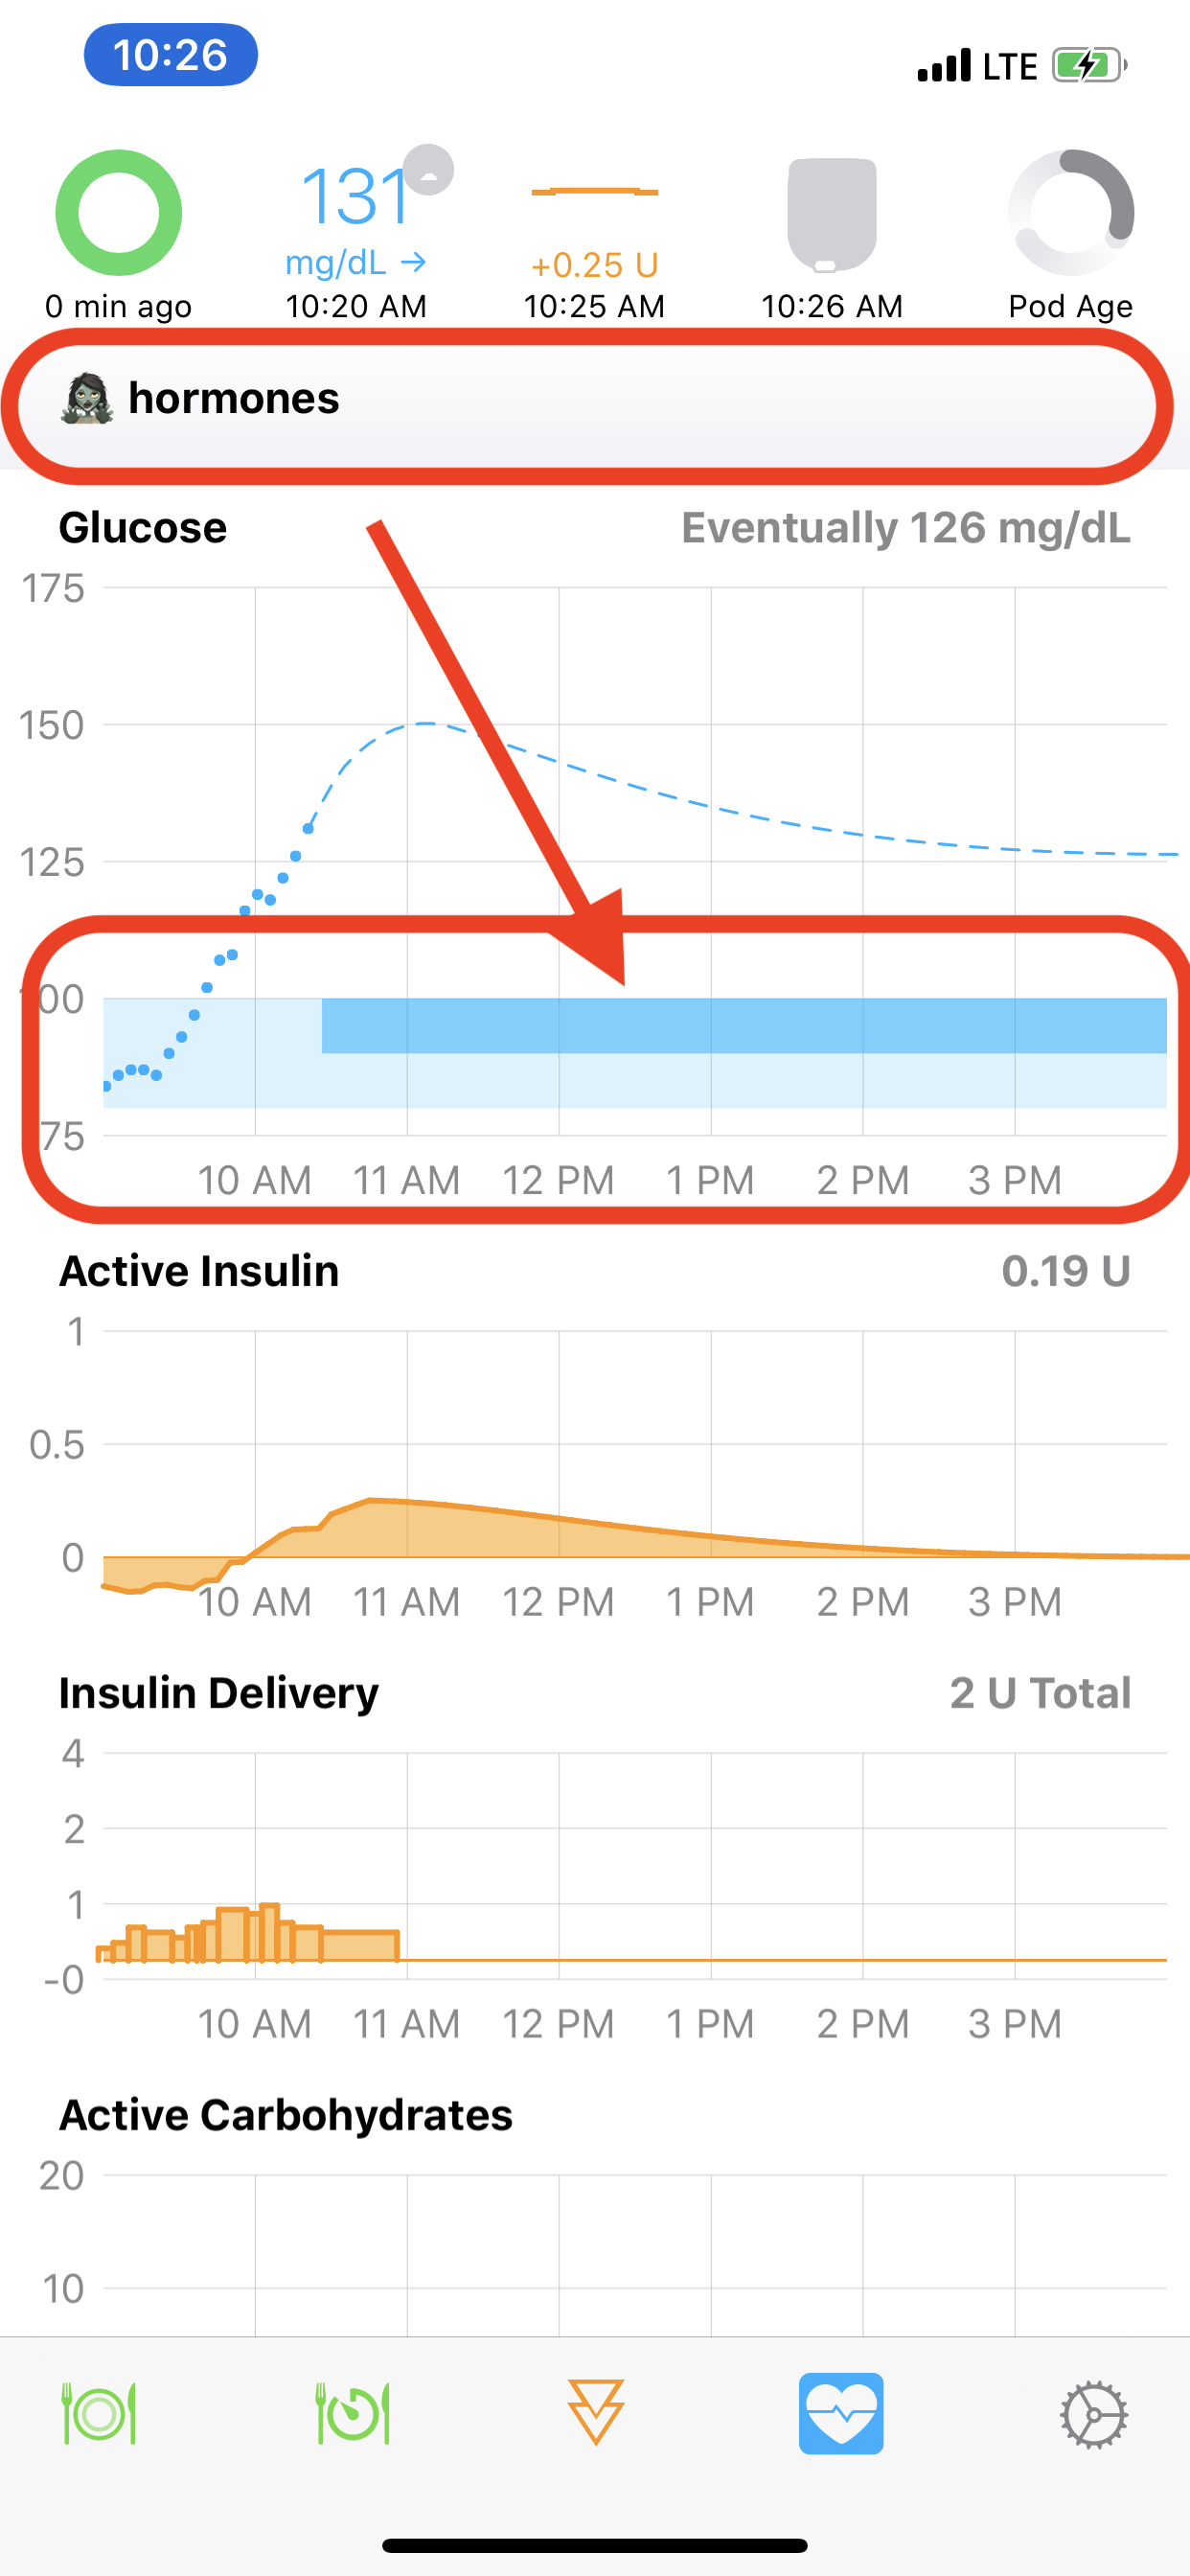 10:26 LTE
131
mg/dL → +0.25 U
0 min ago 10:20 AM 10:25 AM 10:26 AM Pod Age
hormones
Glucose Eventually 126 mg/dL
175
150
125
100
75
10 AM 11 AM 12 PM 1 PM 2 PM 3 PM
Active Insulin 0.19 U
1
0.5
0
10 AM 11 AM 12 PM 1 PM 2 PM 3 PM
Insulin Delivery 2 U Total
4
2
1
-0
10 AM 11 AM 12 PM 1 PM 2 PM 3 PM
Active Carbohydrates
20
10